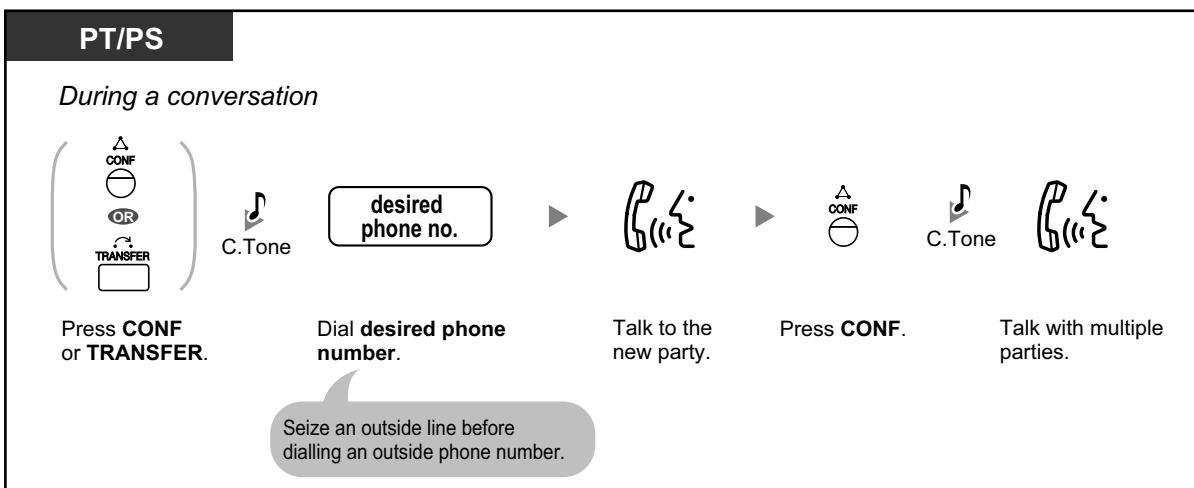 PT/PS
During a conversation
CONF
OR
TRANSFER
C.Tone
desired
phone no.
CONF
C.Tone
Press CONF
or TRANSFER.
Dial desired phone
number.
Talk to the
new party.
Press CONF.
Talk with multiple
parties.
Seize an outside line before
dialling an outside phone number.